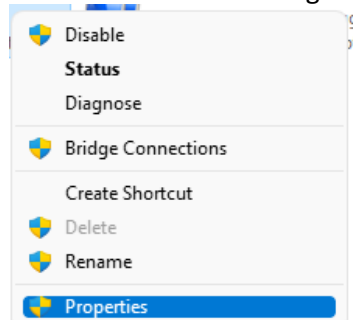 Disable
Status
Diagnose
Bridge Connections
Create Shortcut
Delete
Rename
Properties